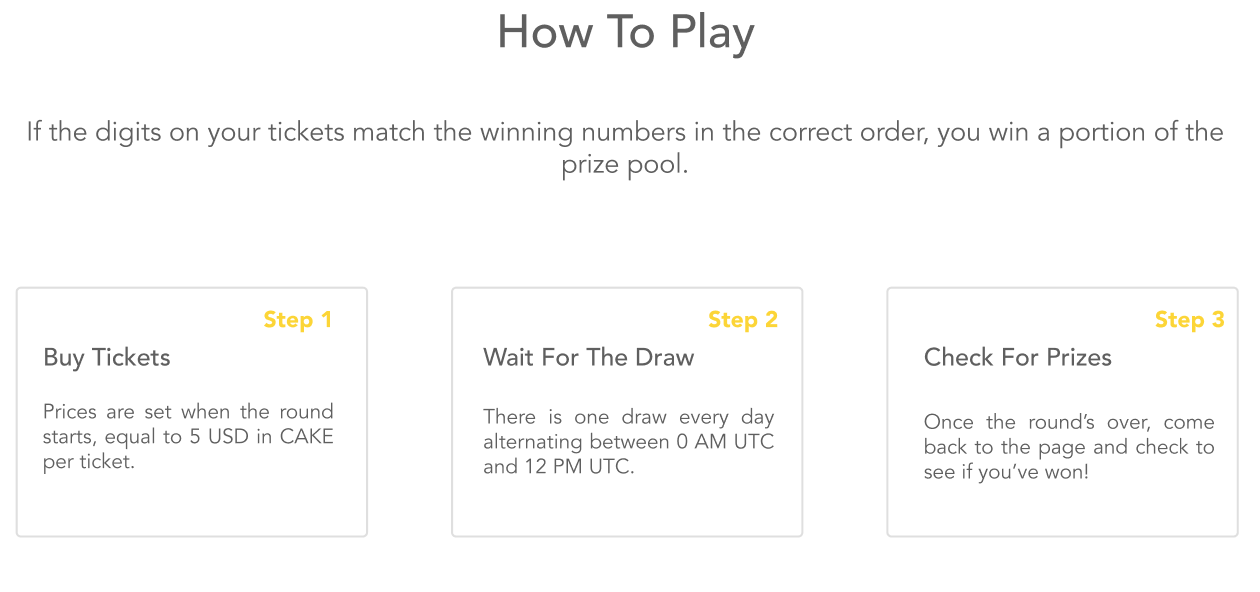 How To Play
If the digits on your tickets match the winning numbers in the correct order, you win a portion of the
prize pool.
Step 1
Buy Tickets
Prices are set when the round
starts, equal to 5 USD in CAKE
per ticket.
Step 2
Wait For The Draw
There is one draw every day
alternating between 0 AM UTC
and 12 PM UTC.
Step 3
Check For Prizes
Once the round’s over, come
back to the page and check to
see if you’ve won!